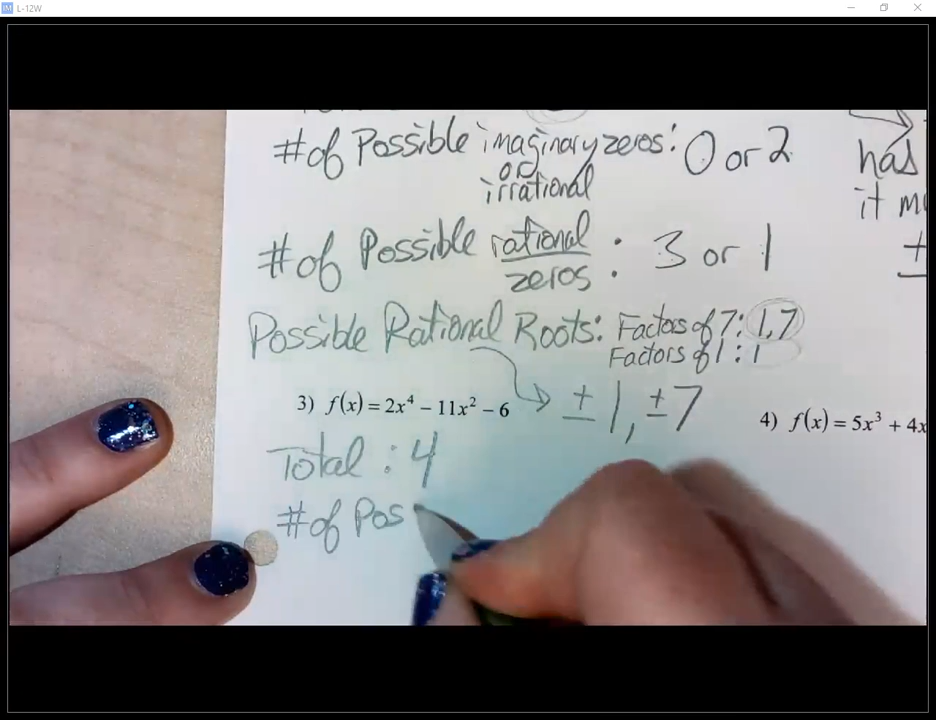 L-12W
# of Possible imaginary zeros: 0 or 2
or
irrational
has
# of Possible rational zeros: 3 or 1
±
Possible Rational Roots: Factors of 7: 1,7
Factors of 1: 1
±1, ±7
3) f(x) = 2x⁴ − 11x² − 6
4) f(x) = 5x³ + 4x
Total: 4
# of Pos